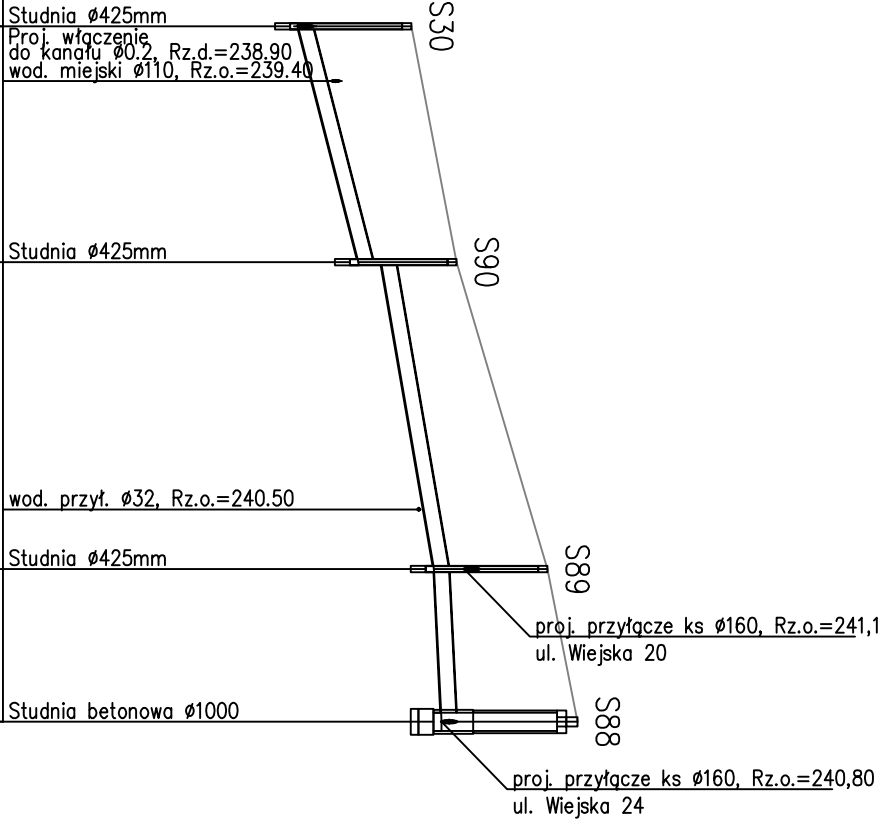 Studnia ø425mm
S30
Proj. włączenie
do kanału ø0.2, Rz.d.=238.90
wod. miejski ø110, Rz.o.=239.40
S90
Studnia ø425mm
wod. przył. ø32, Rz.o.=240.50
Studnia ø425mm
S89
proj. przyłącze ks ø160, Rz.o.=241,1
ul. Wiejska 20
Studnia betonowa ø1000
S88
proj. przyłącze ks ø160, Rz.o.=240,80
ul. Wiejska 24